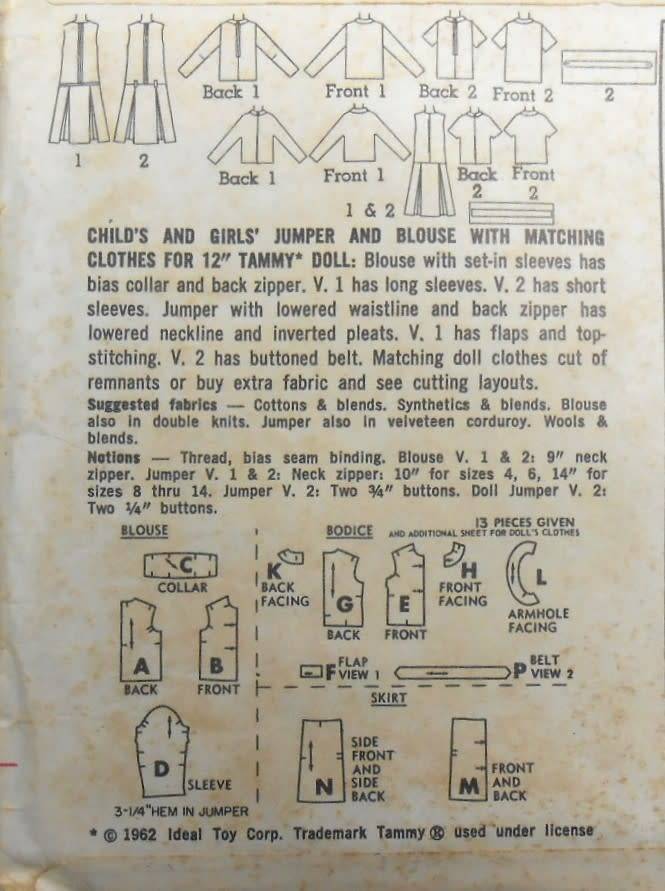 1
2
Back 1
Front 1
Back 2
Front 2
2
Back 1
Front 1
1 & 2
Back
2
Front
2
CHILD'S AND GIRLS' JUMPER AND BLOUSE WITH MATCHING
CLOTHES FOR 12" TAMMY* DOLL: Blouse with set-in sleeves has
bias collar and back zipper. V. 1 has long sleeves. V. 2 has short
sleeves. Jumper with lowered waistline and back zipper has
lowered neckline and inverted pleats. V. 1 has flaps and top-
stitching. V. 2 has buttoned belt. Matching doll clothes cut of
remnants or buy extra fabric and see cutting layouts.
Suggested fabrics — Cottons & blends. Synthetics & blends. Blouse
also in double knits. Jumper also in velveteen corduroy. Wools &
blends.
Notions — Thread, bias seam binding. Blouse V. 1 & 2: 9" neck
zipper. Jumper V. 1 & 2: Neck zipper: 10" for sizes 4, 6, 14" for
sizes 8 thru 14. Jumper V. 2: Two ¾" buttons. Doll Jumper V. 2:
Two ¼" buttons.
13 PIECES GIVEN
AND ADDITIONAL SHEET FOR DOLL'S CLOTHES
BLOUSE
C
COLLAR
A
BACK
B
FRONT
D
SLEEVE
3-1/4" HEM IN JUMPER
BODICE
K
BACK
FACING
G
BACK
E
FRONT
H
FRONT
FACING
L
ARMHOLE
FACING
F FLAP
VIEW 1
P BELT
VIEW 2
SKIRT
N
SIDE
FRONT
AND
SIDE
BACK
M
FRONT
AND
BACK
* © 1962 Ideal Toy Corp. Trademark Tammy ® used under license